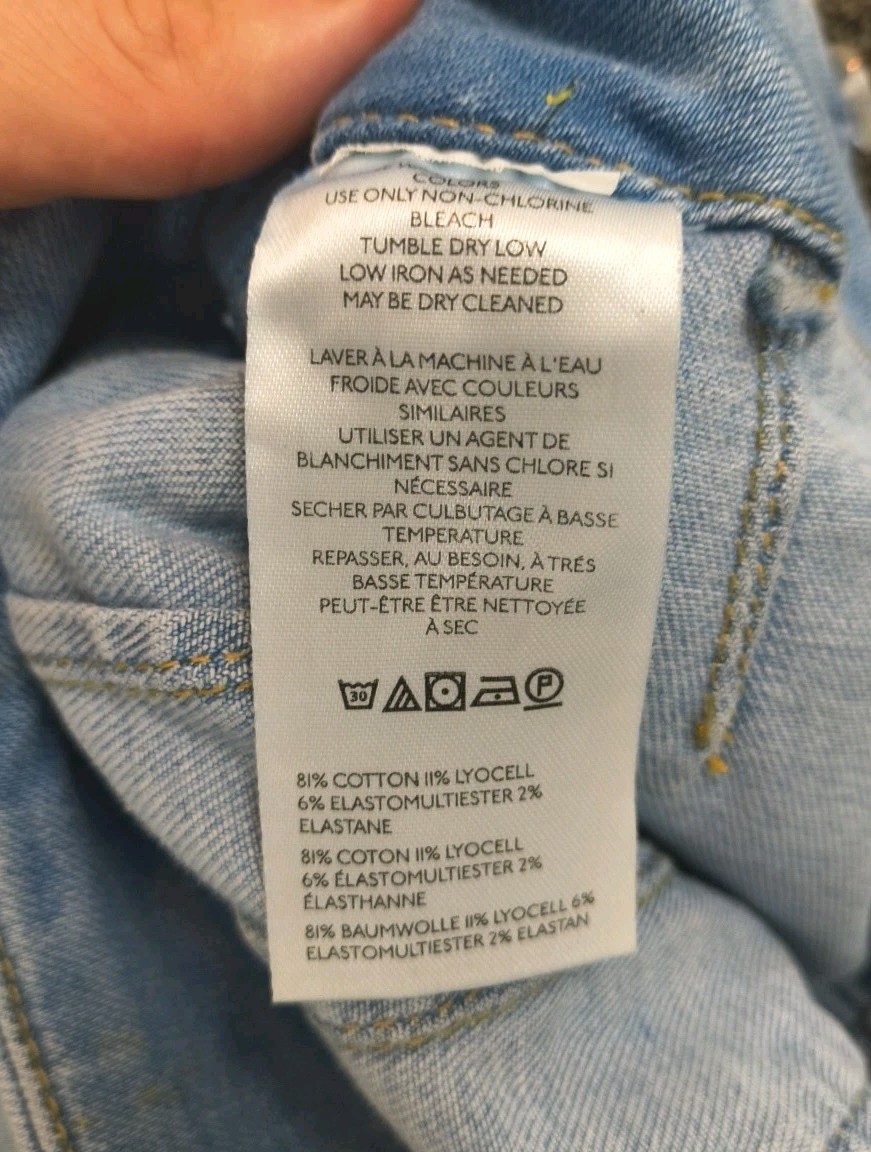 COLORS
USE ONLY NON-CHLORINE
BLEACH
TUMBLE DRY LOW
LOW IRON AS NEEDED
MAY BE DRY CLEANED
LAVER À LA MACHINE À L'EAU
FROIDE AVEC COULEURS
SIMILAIRES
UTILISER UN AGENT DE
BLANCHIMENT SANS CHLORE SI
NÉCESSAIRE
SECHER PAR CULBUTAGE À BASSE
TEMPERATURE
REPASSER, AU BESOIN, À TRÉS
BASSE TEMPÉRATURE
PEUT-ÊTRE ÊTRE NETTOYÉE
À SEC
30 P
81% COTTON 11% LYOCELL
6% ELASTOMULTIESTER 2%
ELASTANE
81% COTON 11% LYOCELL
6% ÉLASTOMULTIESTER 2%
ÉLASTHANNE
81% BAUMWOLLE 11% LYOCELL 6%
ELASTOMULTIESTER 2% ELASTAN